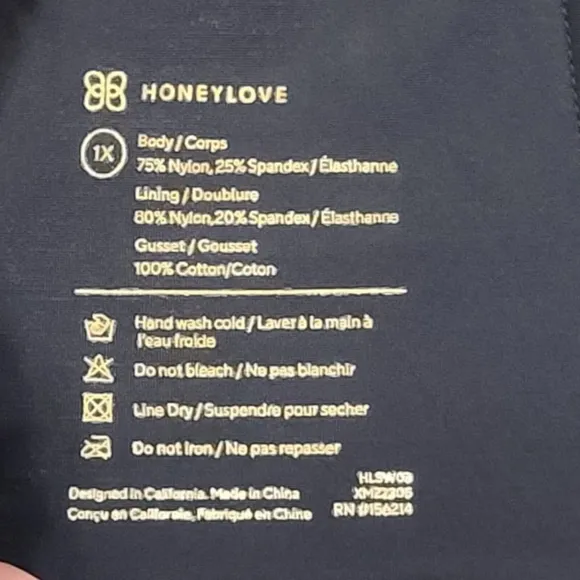 HONEYLOVE
1X
Body / Corps
75% Nylon, 25% Spandex / Élasthanne
Lining / Doublure
80% Nylon, 20% Spandex / Élasthanne
Gusset / Gousset
100% Cotton/Coton
Hand wash cold / Laver à la main à
l'eau froide
Do not bleach / Ne pas blanchir
Line Dry / Suspendre pour secher
Do not Iron / Ne pas repasser
HLSW03
XM22305
Designed in California. Made in China
RN #156214
Conçu en Californie, Fabriqué en Chine